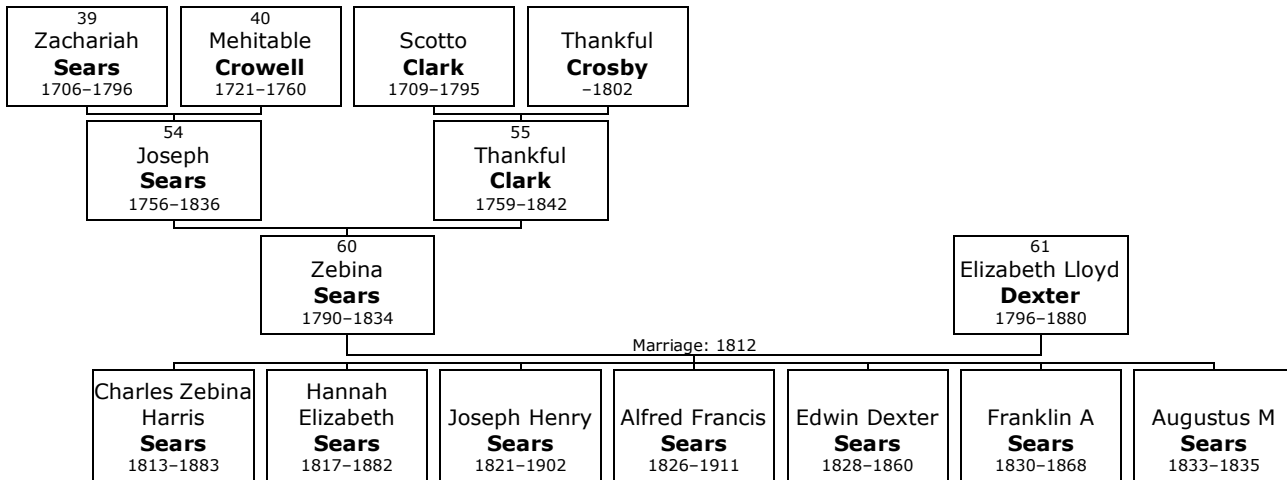 39
Zachariah
Sears
1706–1796
40
Mehitable
Crowell
1721–1760
Scotto
Clark
1709–1795
Thankful
Crosby
–1802
54
Joseph
Sears
1756–1836
55
Thankful
Clark
1759–1842
60
Zebina
Sears
1790–1834
61
Elizabeth Lloyd
Dexter
1796–1880
Marriage: 1812
Charles Zebina
Harris
Sears
1813–1883
Hannah
Elizabeth
Sears
1817–1882
Joseph Henry
Sears
1821–1902
Alfred Francis
Sears
1826–1911
Edwin Dexter
Sears
1828–1860
Franklin A
Sears
1830–1868
Augustus M
Sears
1833–1835